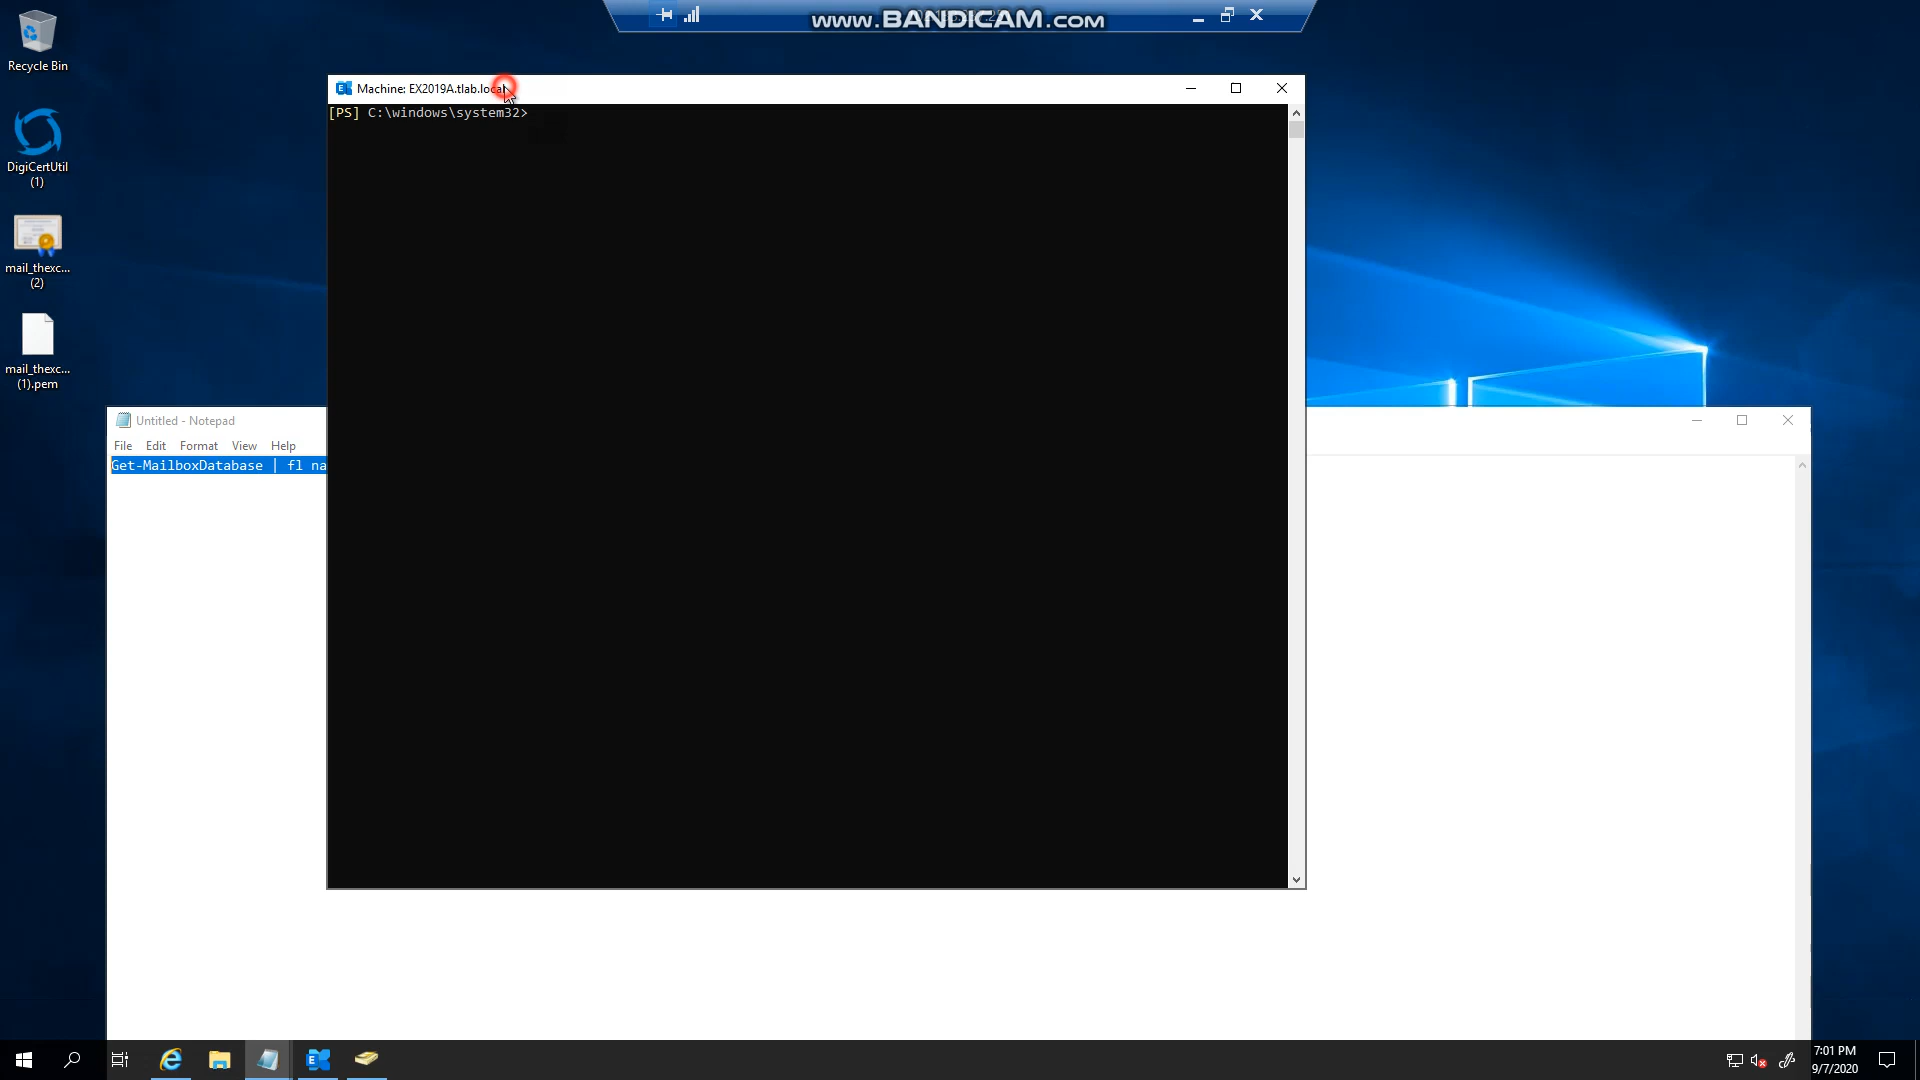 Recycle Bin
DigiCertUtil
(1)
mail_thexc...
(2)
mail_thexc...
(1).pem
www.BANDICAM.com
Machine: EX2019A.tlab.local
[PS] C:\windows\system32>
Untitled - Notepad
File Edit Format View Help
Get-MailboxDatabase | fl na
7:01 PM
9/7/2020